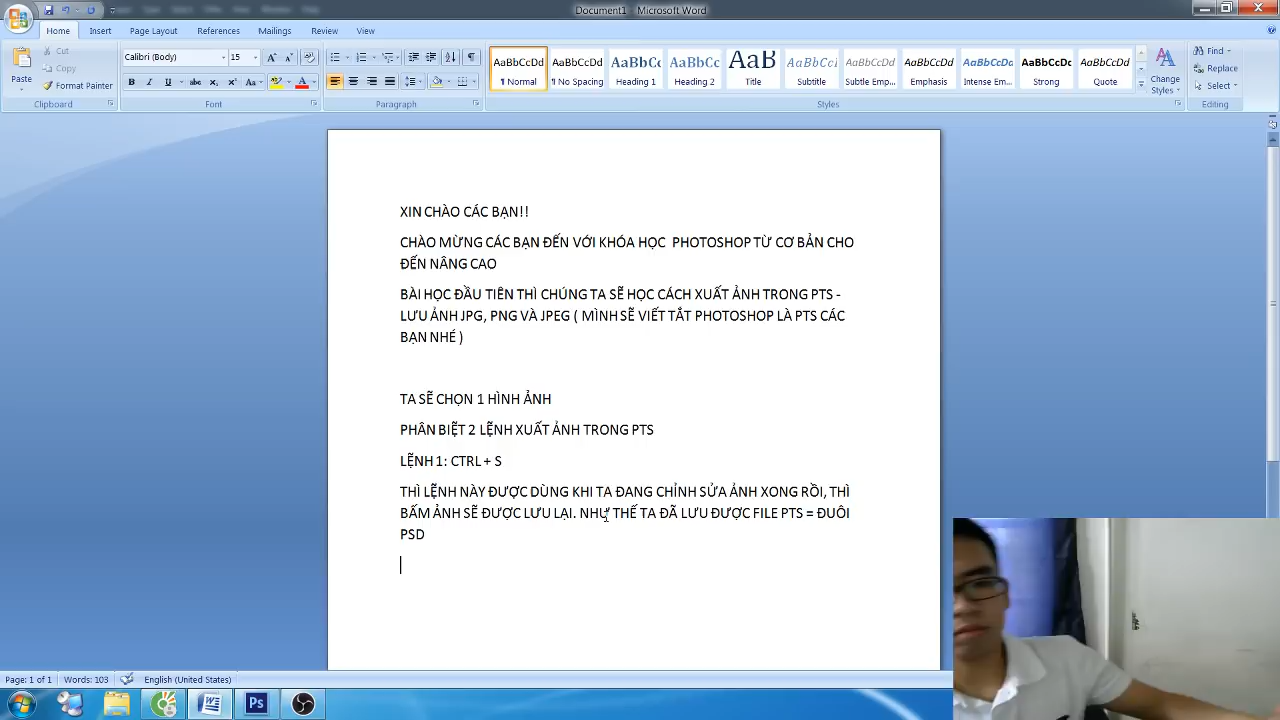 Document1 - Microsoft Word
Home Insert Page Layout References Mailings Review View
Paste
Cut
Copy
Format Painter
Clipboard
Calibri (Body) 15
Font
Paragraph
AaBbCcDd AaBbCcDd AaBbCc AaBbCc AaB AaBbCcDd AaBbCcDd AaBbCcDd AaBbCcDd AaBbCcDd AaBbCcDd
¶ Normal ¶ No Spacing Heading 1 Heading 2 Title Subtitle Subtle Emp... Emphasis Intense Em... Strong Quote
Styles
Change Styles
Find
Replace
Select
Editing
XIN CHÀO CÁC BẠN!!
CHÀO MỪNG CÁC BẠN ĐẾN VỚI KHÓA HỌC PHOTOSHOP TỪ CƠ BẢN CHO
ĐẾN NÂNG CAO
BÀI HỌC ĐẦU TIÊN THÌ CHÚNG TA SẼ HỌC CÁCH XUẤT ẢNH TRONG PTS -
LƯU ẢNH JPG, PNG VÀ JPEG ( MÌNH SẼ VIẾT TẮT PHOTOSHOP LÀ PTS CÁC
BẠN NHÉ )
TA SẼ CHỌN 1 HÌNH ẢNH
PHÂN BIỆT 2 LỆNH XUẤT ẢNH TRONG PTS
LỆNH 1: CTRL + S
THÌ LỆNH NÀY ĐƯỢC DÙNG KHI TA ĐANG CHỈNH SỬA ẢNH XONG RỒI, THÌ
BẤM ẢNH SẼ ĐƯỢC LƯU LẠI. NHƯ THẾ TA ĐÃ LƯU ĐƯỢC FILE PTS = ĐUÔI
PSD
Page: 1 of 1 Words: 103 English (United States)
Ps